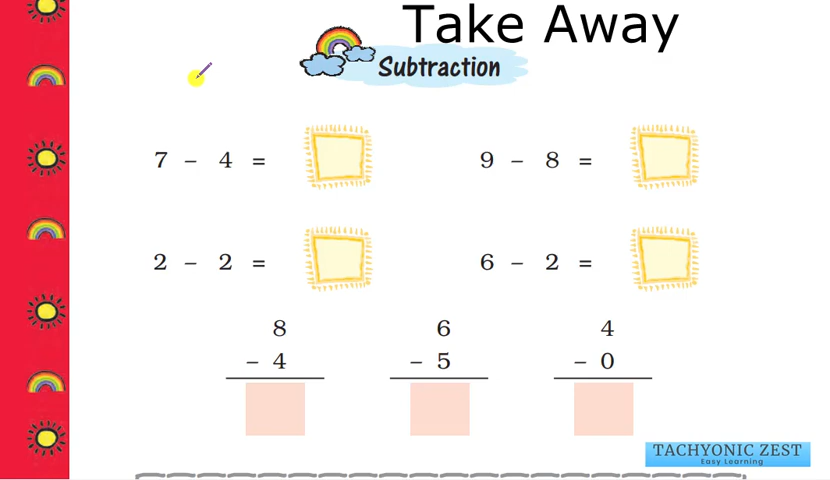 Take Away
Subtraction
7 – 4 =
9 – 8 =
2 – 2 =
6 – 2 =
8
– 4
6
– 5
4
– 0
TACHYONIC ZEST
Easy Learning